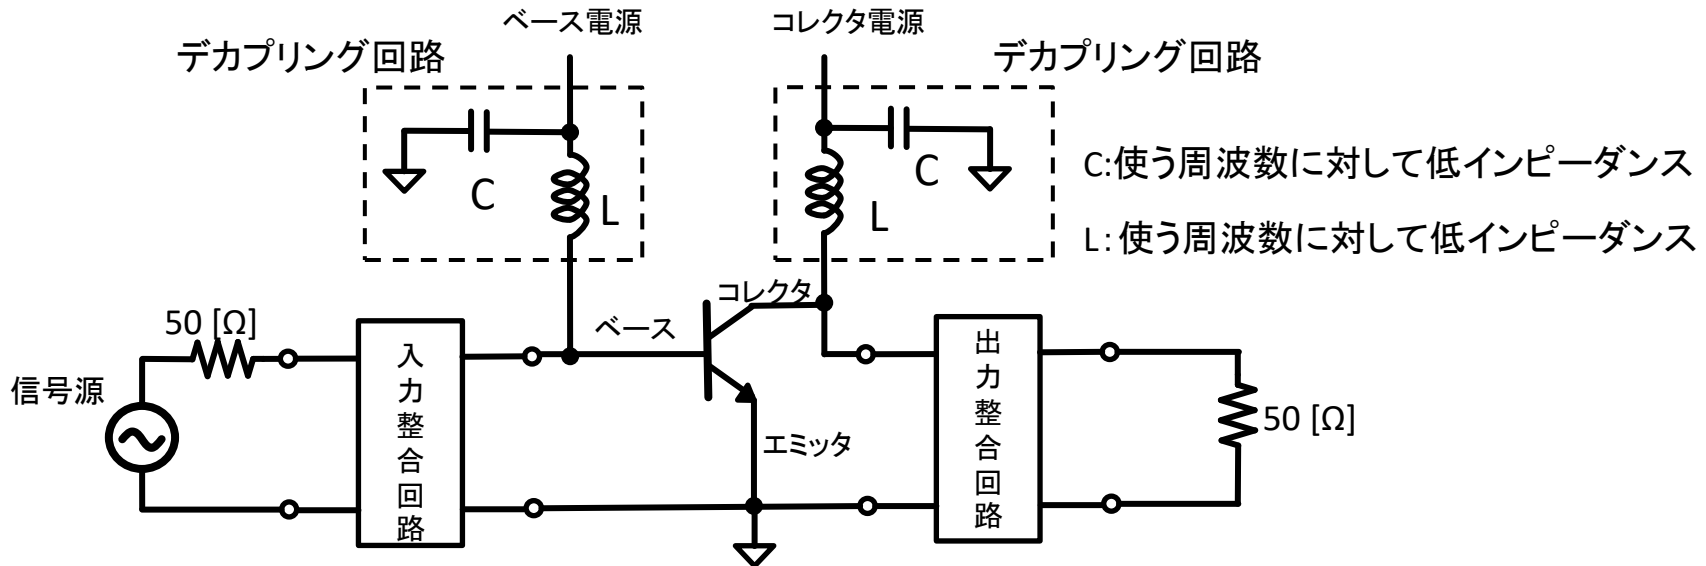 ベース電源
コレクタ電源
デカプリング回路
デカプリング回路
C
L
C
L
C:使う周波数に対して低インピーダンス
L:使う周波数に対して低インピーダンス
コレクタ
ベース
エミッタ
50 [Ω]
信号源
入力整合回路
出力整合回路
50 [Ω]